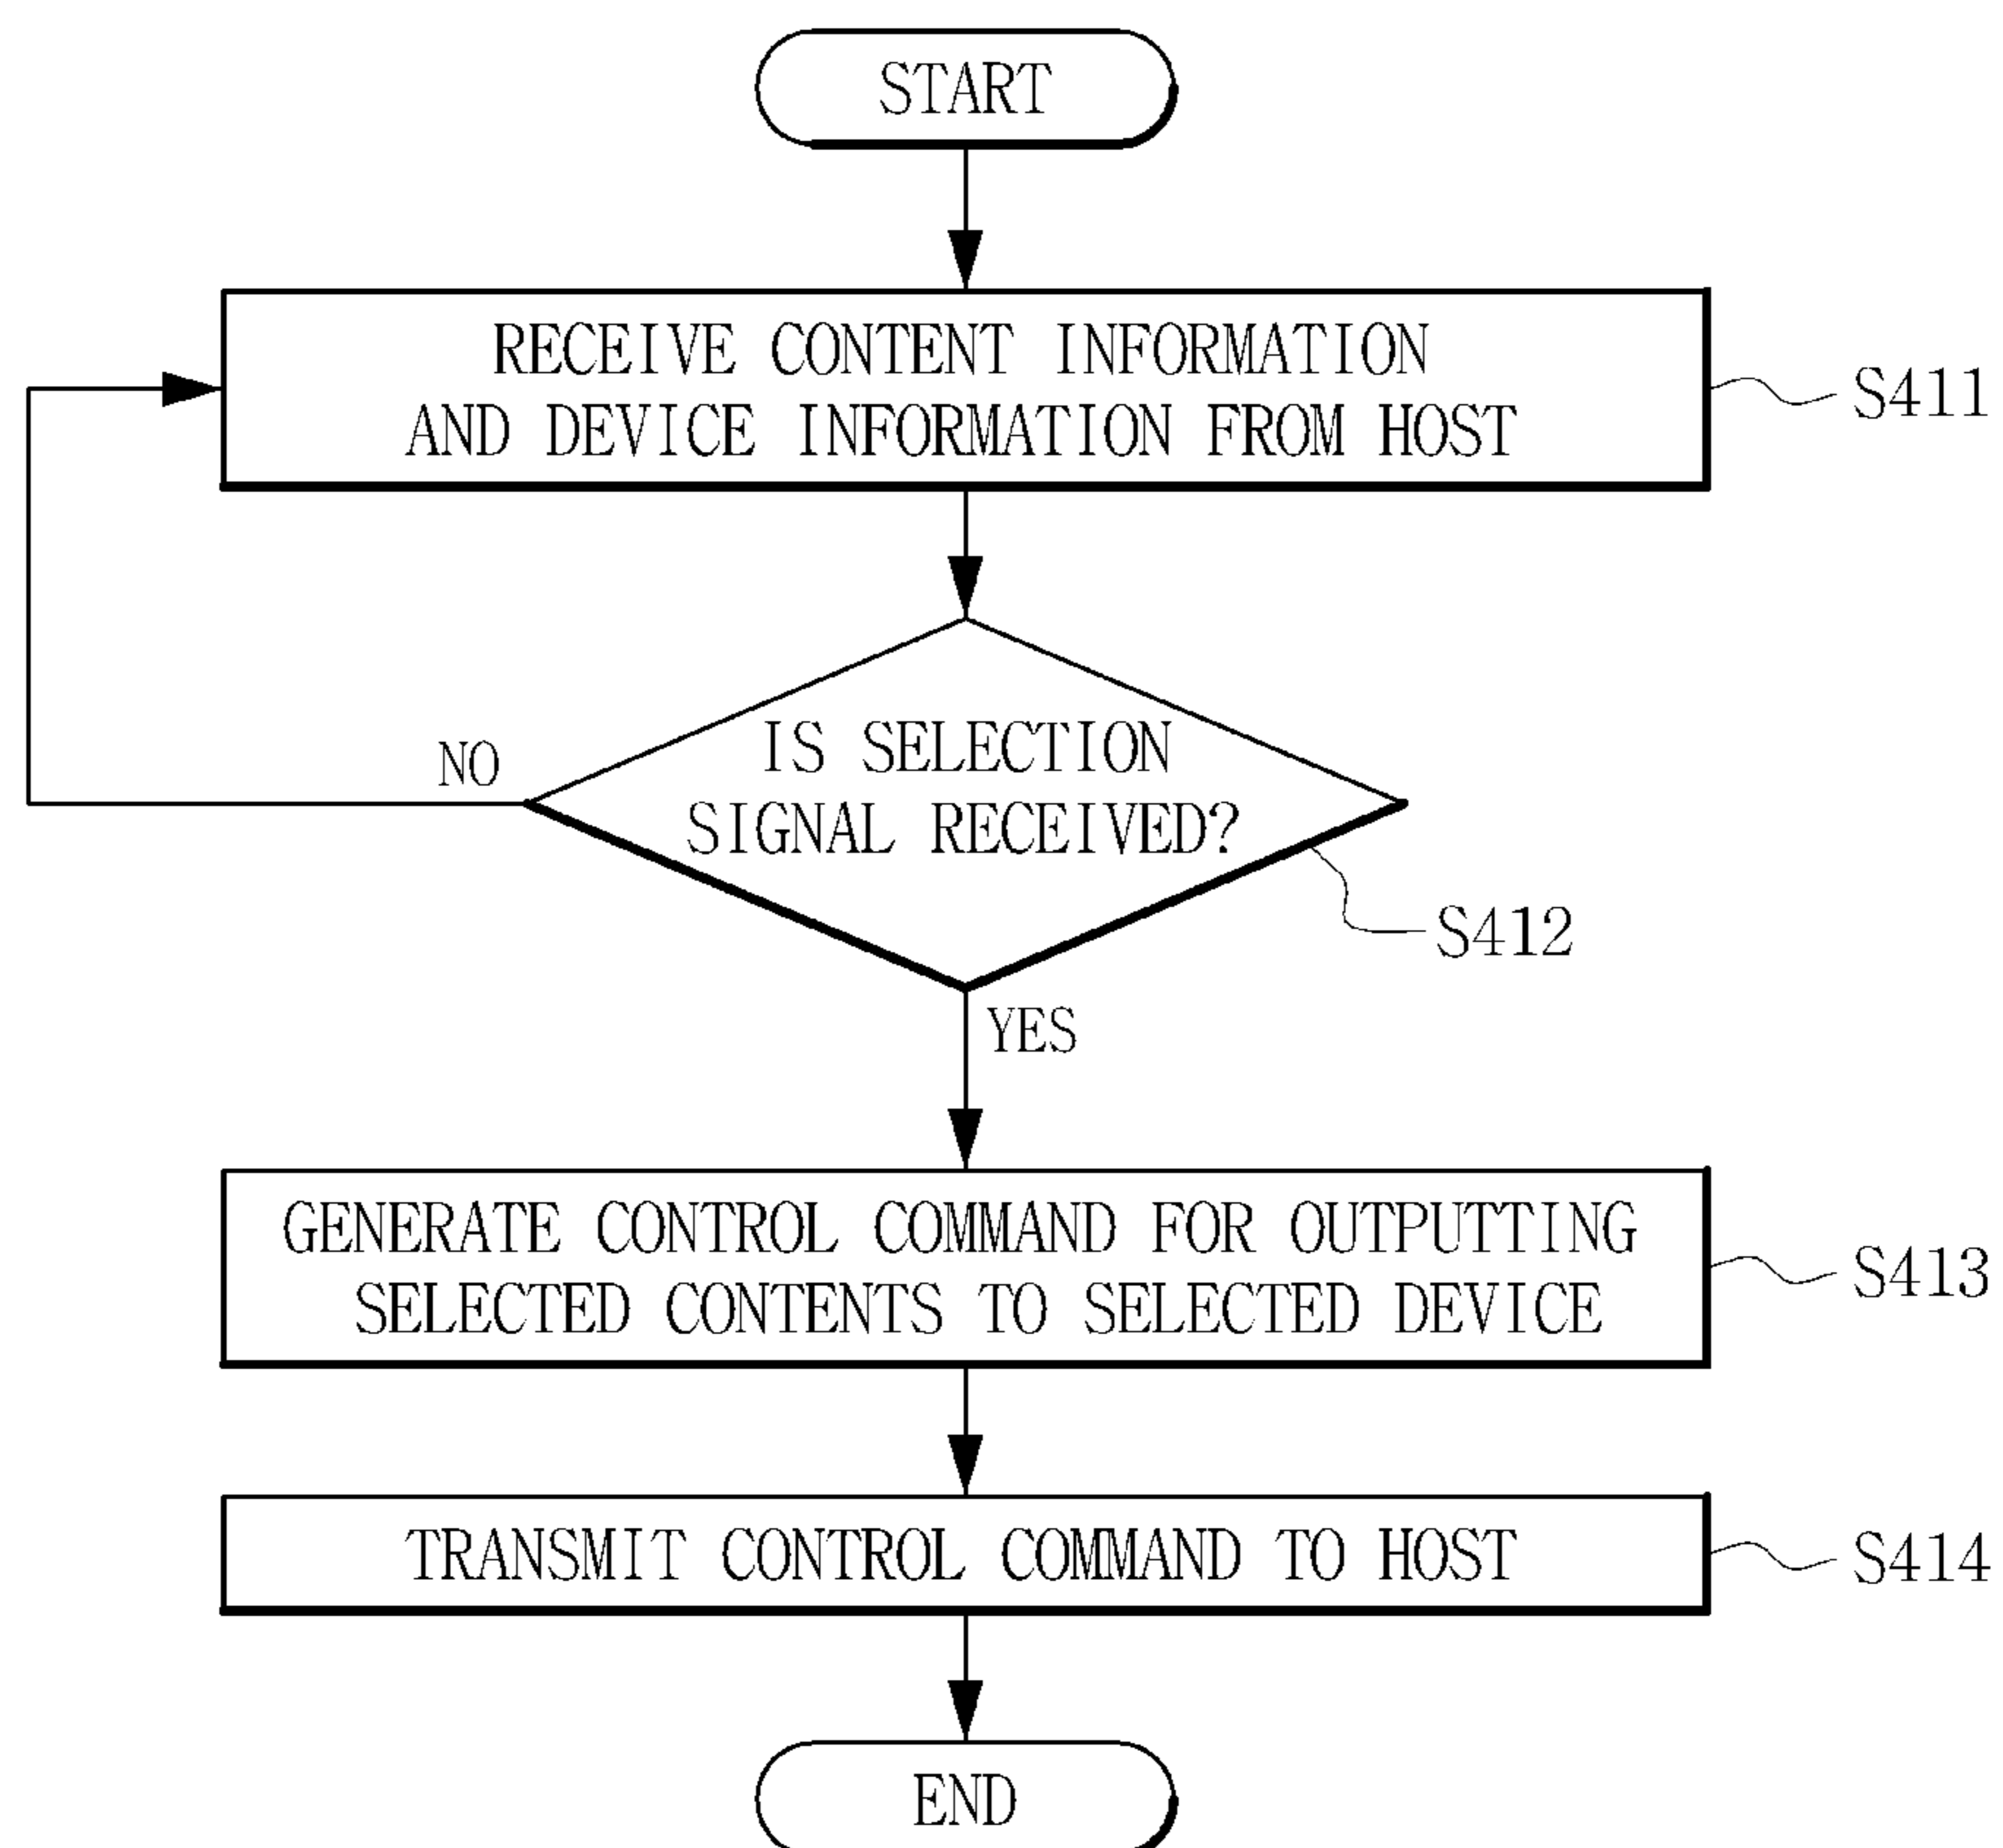 START
RECEIVE CONTENT INFORMATION
AND DEVICE INFORMATION FROM HOST
S411
IS SELECTION
SIGNAL RECEIVED?
NO
S412
YES
GENERATE CONTROL COMMAND FOR OUTPUTTING
SELECTED CONTENTS TO SELECTED DEVICE
S413
TRANSMIT CONTROL COMMAND TO HOST
S414
END